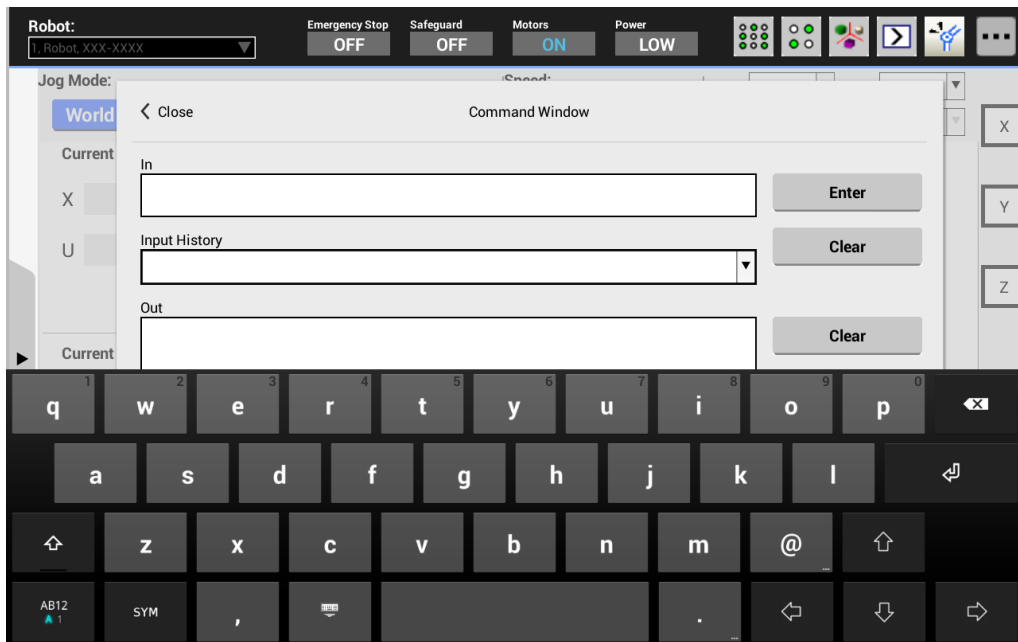 Robot:
1, Robot, XXX-XXXX
Emergency Stop
OFF
Safeguard
OFF
Motors
ON
Power
LOW
Jog Mode:
Speed:
World
Close
Command Window
X
Current
In
Enter
X
Y
Input History
Clear
U
Z
Out
Clear
Current
1 2 3 4 5 6 7 8 9 0
q w e r t y u i o p
a s d f g h j k l
z x c v b n m @
...
AB12
A 1
SYM
,
.
...